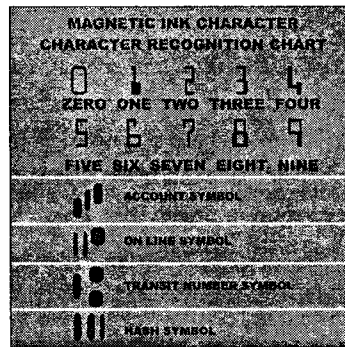 MAGNETIC INK CHARACTER
CHARACTER RECOGNITION CHART
0 1 2 3 4
ZERO ONE TWO THREE FOUR
5 6 7 8 9
FIVE SIX SEVEN EIGHT NINE
ACCOUNT SYMBOL
ON LINE SYMBOL
TRANSIT NUMBER SYMBOL
HASH SYMBOL